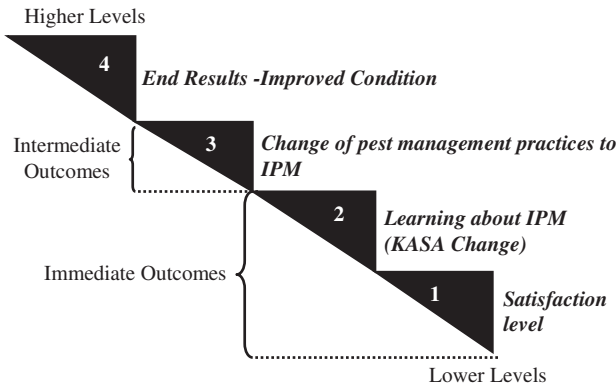 Higher Levels
4
End Results -Improved Condition
Intermediate
Outcomes
3
Change of pest management practices to
IPM
2
Learning about IPM
(KASA Change)
Immediate Outcomes
1
Satisfaction
level
Lower Levels